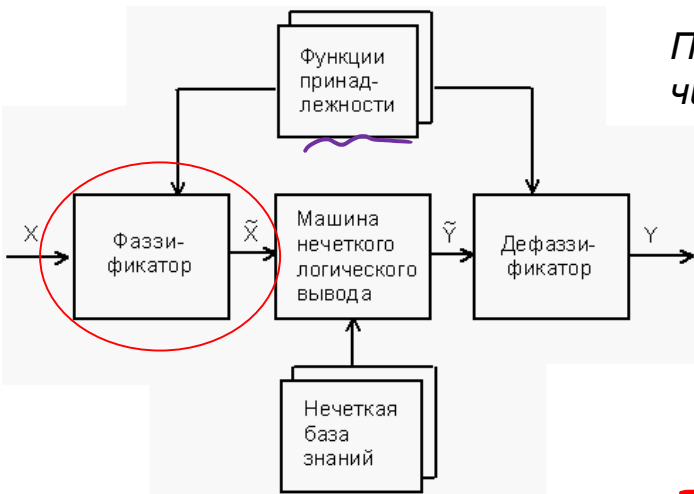 Функции
принад-
лежности
X
Фаззи-
фикатор
X̃
Машина
нечеткого
логического
вывода
Ỹ
Дефаззи-
фикатор
Y
Нечеткая
база
знаний